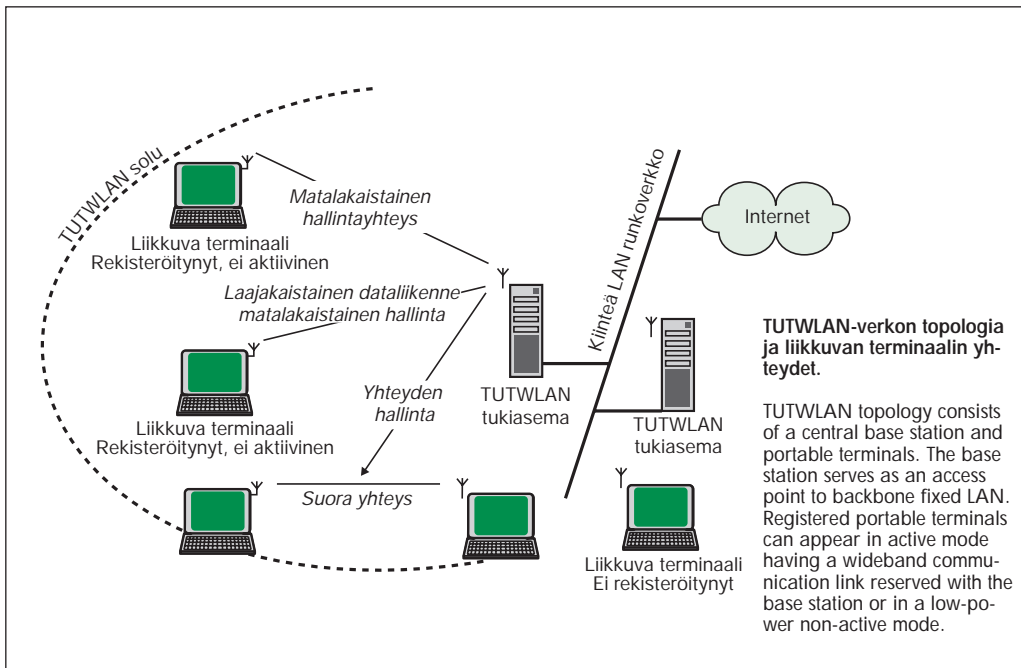 TUTWLAN solu
Matalakaistainen
hallintayhteys
Liikkuva terminaali
Rekisteröitynyt, ei aktiivinen
Laajakaistainen dataliikenne
matalakaistainen hallinta
Liikkuva terminaali
Rekisteröitynyt, ei aktiivinen
Yhteyden
hallinta
Suora yhteys
TUTWLAN
tukiasema
Kiinteä LAN runkoverkko
Internet
TUTWLAN
tukiasema
Liikkuva terminaali
Ei rekisteröitynyt
TUTWLAN-verkon topologia
ja liikkuvan terminaalin yh-
teydet.
TUTWLAN topology consists
of a central base station and
portable terminals. The base
station serves as an access
point to backbone fixed LAN.
Registered portable terminals
can appear in active mode
having a wideband commu-
nication link reserved with the
base station or in a low-po-
wer non-active mode.